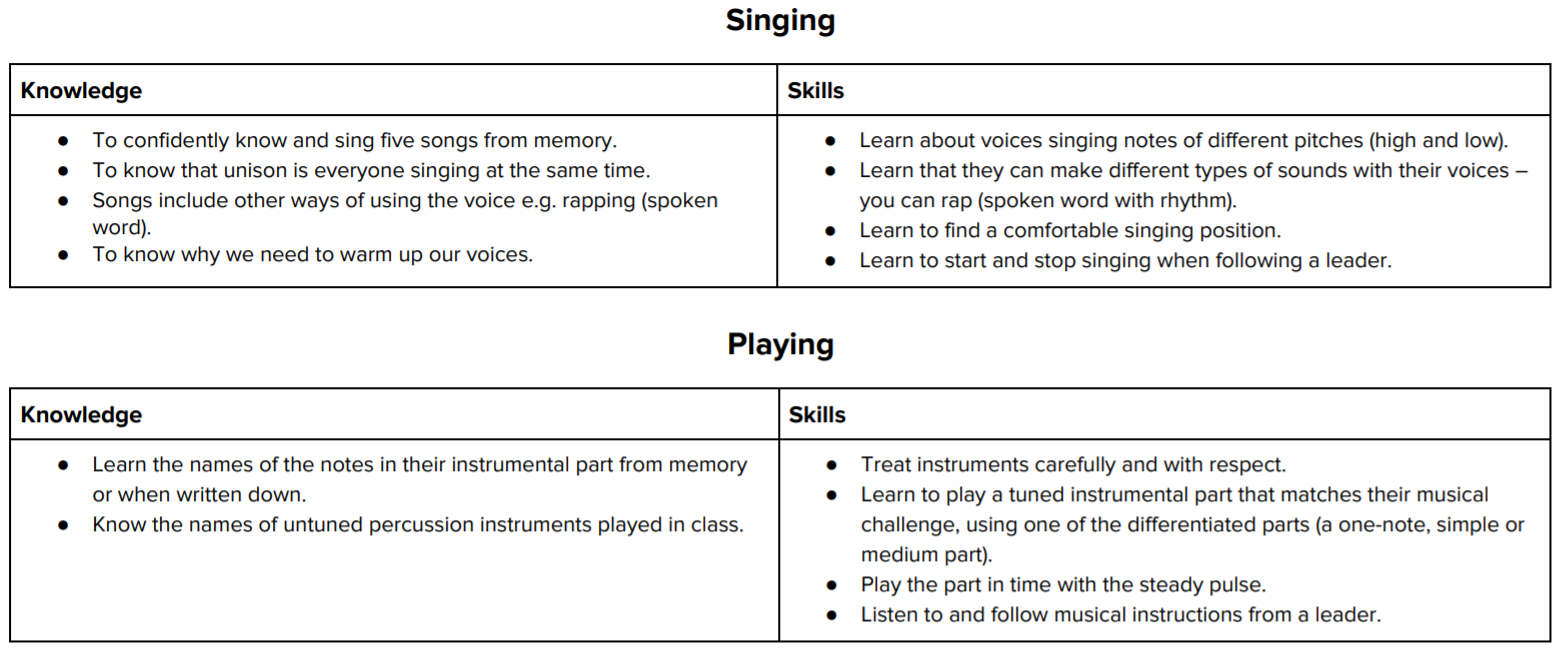 Singing
Knowledge
Skills
● To confidently know and sing five songs from memory.
● To know that unison is everyone singing at the same time.
● Songs include other ways of using the voice e.g. rapping (spoken
word).
● To know why we need to warm up our voices.
● Learn about voices singing notes of different pitches (high and low).
● Learn that they can make different types of sounds with their voices –
you can rap (spoken word with rhythm).
● Learn to find a comfortable singing position.
● Learn to start and stop singing when following a leader.
Playing
Knowledge
Skills
● Learn the names of the notes in their instrumental part from memory
or when written down.
● Know the names of untuned percussion instruments played in class.
● Treat instruments carefully and with respect.
● Learn to play a tuned instrumental part that matches their musical
challenge, using one of the differentiated parts (a one-note, simple or
medium part).
● Play the part in time with the steady pulse.
● Listen to and follow musical instructions from a leader.